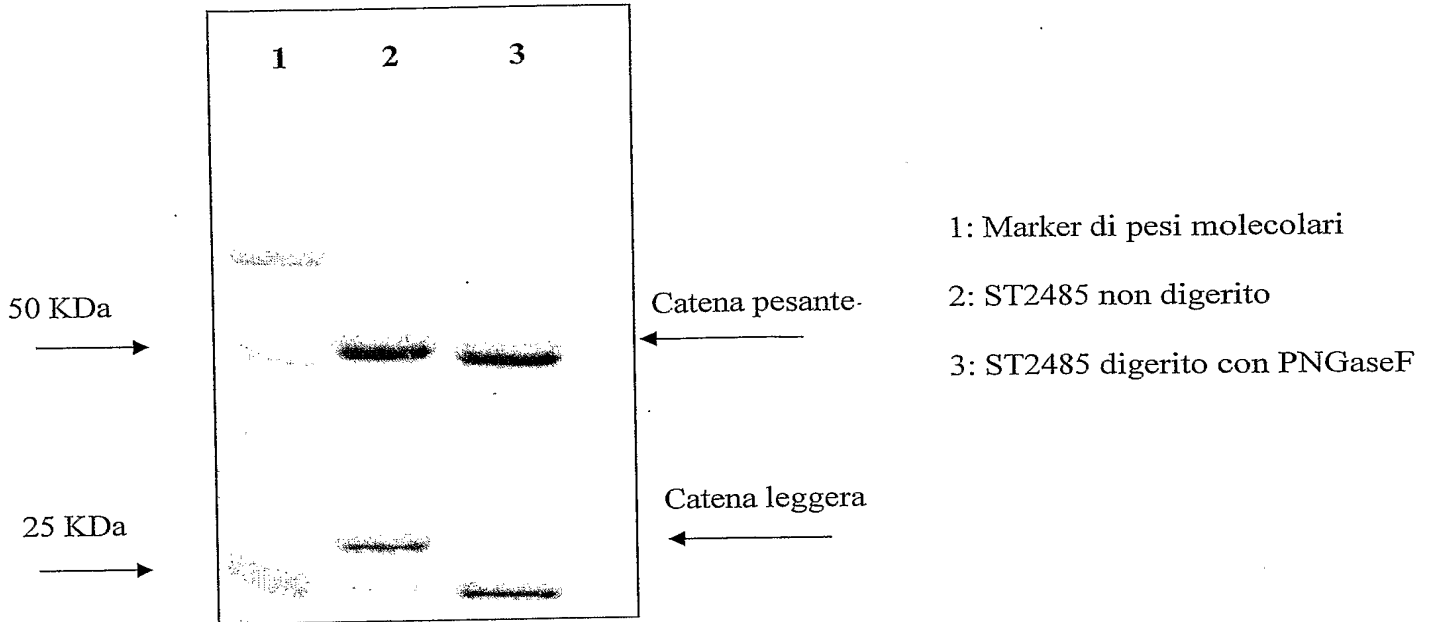 1 2 3
50 KDa
25 KDa
Catena pesante
Catena leggera
1: Marker di pesi molecolari
2: ST2485 non digerito
3: ST2485 digerito con PNGaseF